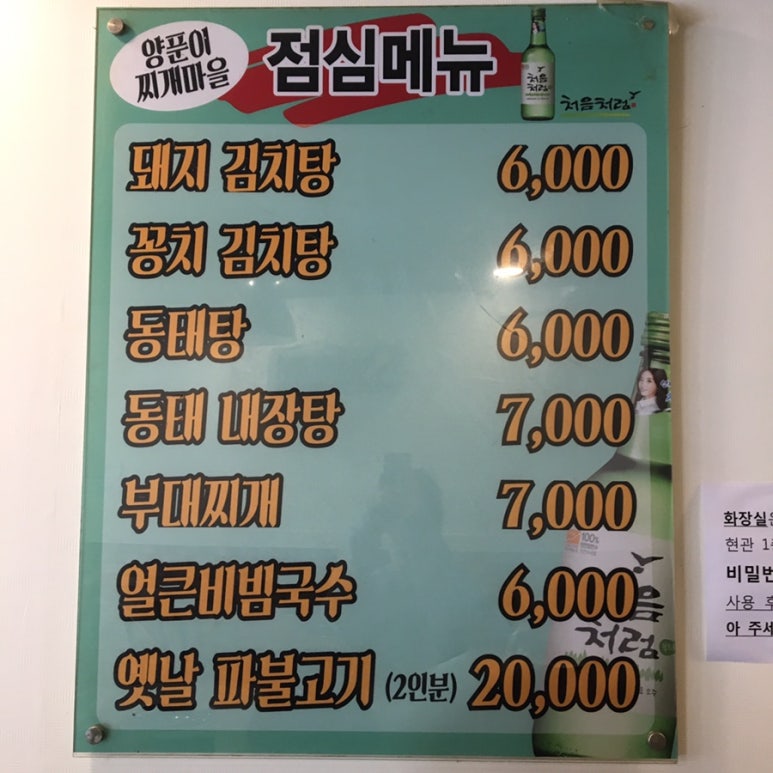 양푼이
찌개마을
점심메뉴
처음
처럼
처음처럼
돼지 김치탕 6,000
꽁치 김치탕 6,000
동태탕 6,000
동태 내장탕 7,000
부대찌개 7,000
얼큰비빔국수 6,000
옛날 파불고기 (2인분) 20,000
100%
음
처럼
화장실은
현관 1
비밀번
사용 후
아 주세